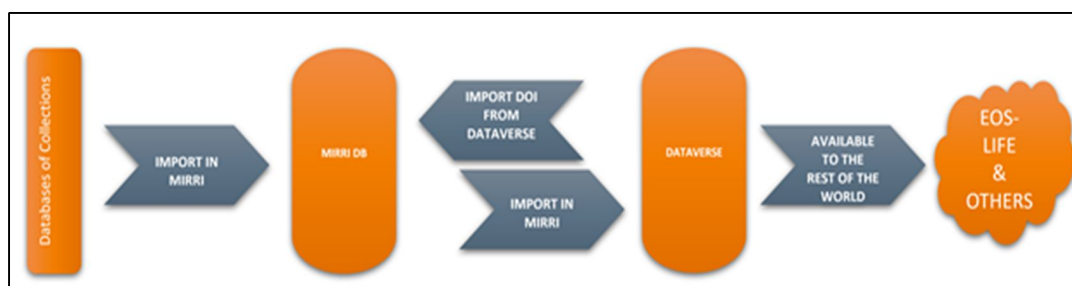 Databases of Collections
IMPORT IN
MIRRI
MIRRI DB
IMPORT DOI
FROM
DATAVERSE
IMPORT IN
MIRRI
DATAVERSE
AVAILABLE
TO THE
REST OF THE
WORLD
EOS-
LIFE
&
OTHERS